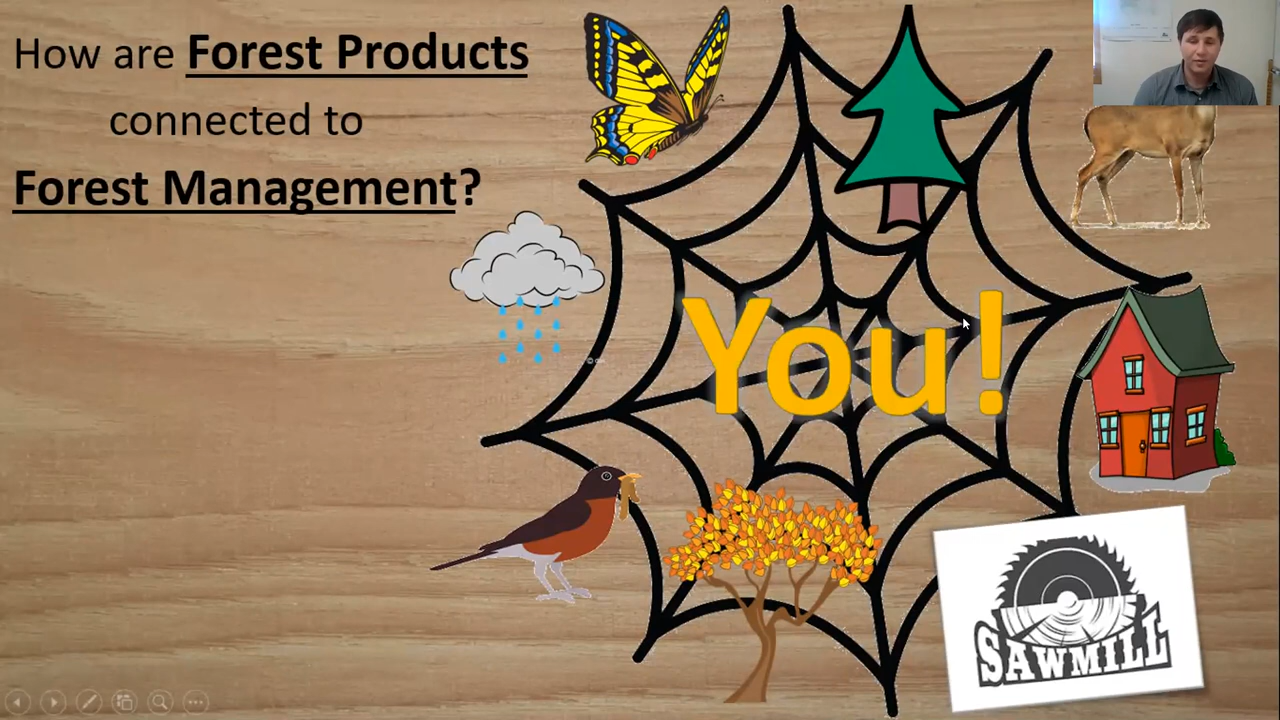 How are Forest Products
connected to
Forest Management?
You!
SAWMILL